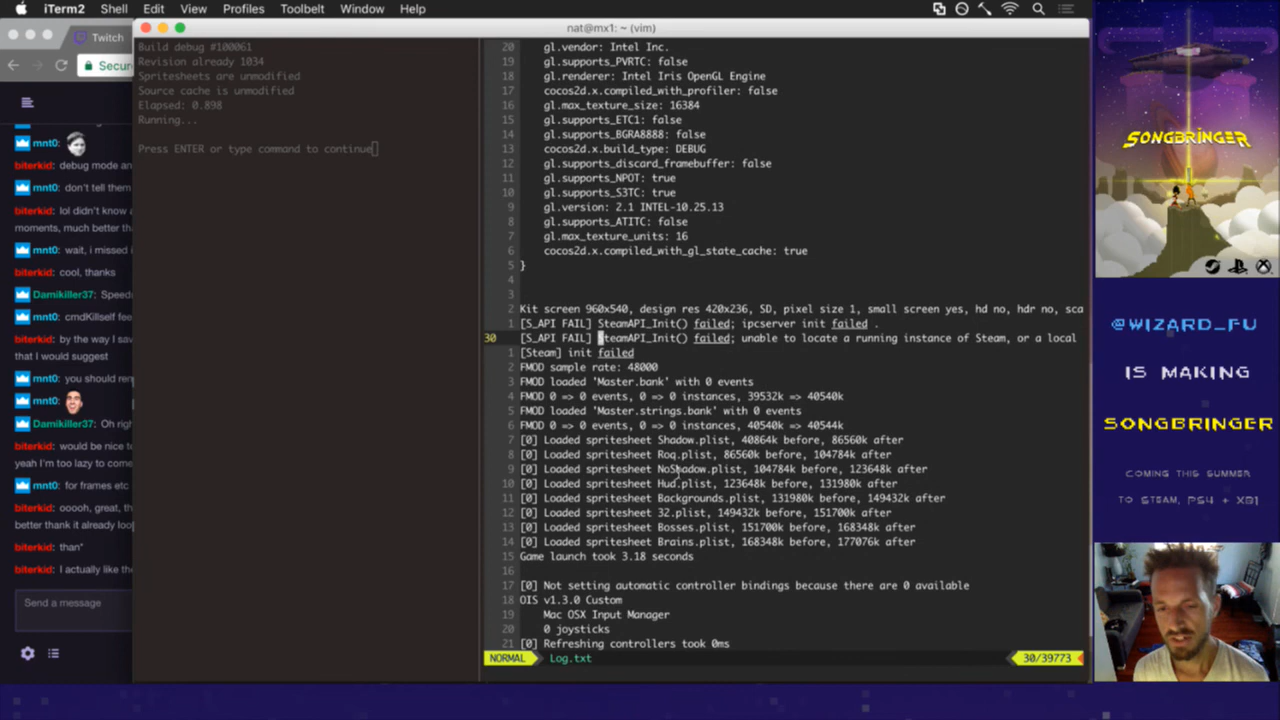 iTerm2 Shell Edit View Profiles Toolbelt Window Help
nat@mx1: ~ (vim)
Twitch
Secur
mnt0:
biterkid: debug mode an
mnt0: don't tell them
biterkid: lol didn't know
moments, much better th
mnt0: wait, i missed i
biterkid: cool, thanks
Damikiller37: Speed
mnt0: cmdKillself fee
biterkid: by the way I sav
that I would suggest
mnt0: you should ren
mnt0:
Damikiller37: Oh righ
biterkid: would be nice to
yeah I'm too lazy to come
mnt0: for frames etc
biterkid: ooooh, great, th
better thank it already loo
biterkid: than*
biterkid: I actually like the
Send a message
Build debug #100061
Revision already 1034
Spritesheets are unmodified
Source cache is unmodified
Elapsed: 0.898
Running...
Press ENTER or type command to continue
20 gl.vendor: Intel Inc.
19 gl.supports_PVRTC: false
18 gl.renderer: Intel Iris OpenGL Engine
17 cocos2d.x.compiled_with_profiler: false
16 gl.max_texture_size: 16384
15 gl.supports_ETC1: false
14 gl.supports_BGRA8888: false
13 cocos2d.x.build_type: DEBUG
12 gl.supports_discard_framebuffer: false
11 gl.supports_NPOT: true
10 gl.supports_S3TC: true
9 gl.version: 2.1 INTEL-10.25.13
8 gl.supports_ATITC: false
7 gl.max_texture_units: 16
6 cocos2d.x.compiled_with_gl_state_cache: true
5 }
4
3
2 Kit screen 960x540, design res 420x236, SD, pixel size 1, small screen yes, hd no, hdr no, sca
1 [S_API FAIL] SteamAPI_Init() failed; ipcserver init failed .
30 [S_API FAIL] SteamAPI_Init() failed; unable to locate a running instance of Steam, or a local
1 [Steam] init failed
2 FMOD sample rate: 48000
3 FMOD loaded 'Master.bank' with 0 events
4 FMOD 0 => 0 events, 0 => 0 instances, 39532k => 40540k
5 FMOD loaded 'Master.strings.bank' with 0 events
6 FMOD 0 => 0 events, 0 => 0 instances, 40540k => 40544k
7 [0] Loaded spritesheet Shadow.plist, 40864k before, 86560k after
8 [0] Loaded spritesheet Roq.plist, 86560k before, 104784k after
9 [0] Loaded spritesheet NoShadow.plist, 104784k before, 123648k after
10 [0] Loaded spritesheet Hud.plist, 123648k before, 131980k after
11 [0] Loaded spritesheet Backgrounds.plist, 131980k before, 149432k after
12 [0] Loaded spritesheet 32.plist, 149432k before, 151700k after
13 [0] Loaded spritesheet Bosses.plist, 151700k before, 168348k after
14 [0] Loaded spritesheet Brains.plist, 168348k before, 177076k after
15 Game launch took 3.18 seconds
16
17 [0] Not setting automatic controller bindings because there are 0 available
18 OIS v1.3.0 Custom
19 Mac OSX Input Manager
20 0 joysticks
21 [0] Refreshing controllers took 0ms
NORMAL Log.txt 30/39773
SONGBRINGER
@WIZARD_FU
IS MAKING
SONGBRINGER
COMING THIS SUMMER
TO STEAM, PS4 + XB1